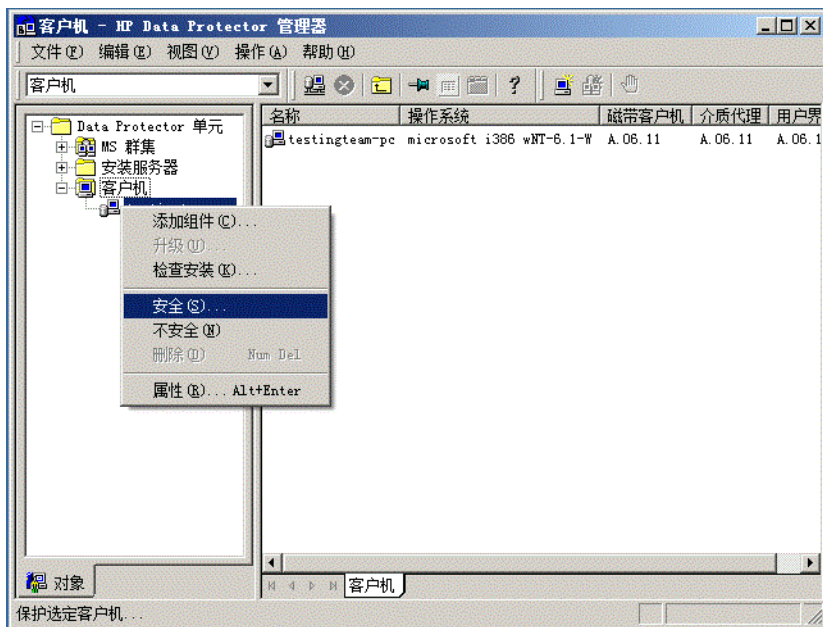 客户机 - HP Data Protector 管理器
文件(F) 编辑(E) 视图(V) 操作(A) 帮助(H)
客户机
Data Protector 单元
MS 群集
安装服务器
客户机
名称 操作系统 磁带客户机 介质代理 用户界
testingteam-pc microsoft i386 wNT-6.1-W A.06.11 A.06.11 A.06.1
添加组件(C)...
升级(U)...
检查安装(K)...
安全(S)...
不安全(N)
删除(D) Num Del
属性(R)... Alt+Enter
对象
客户机
保护选定客户机...